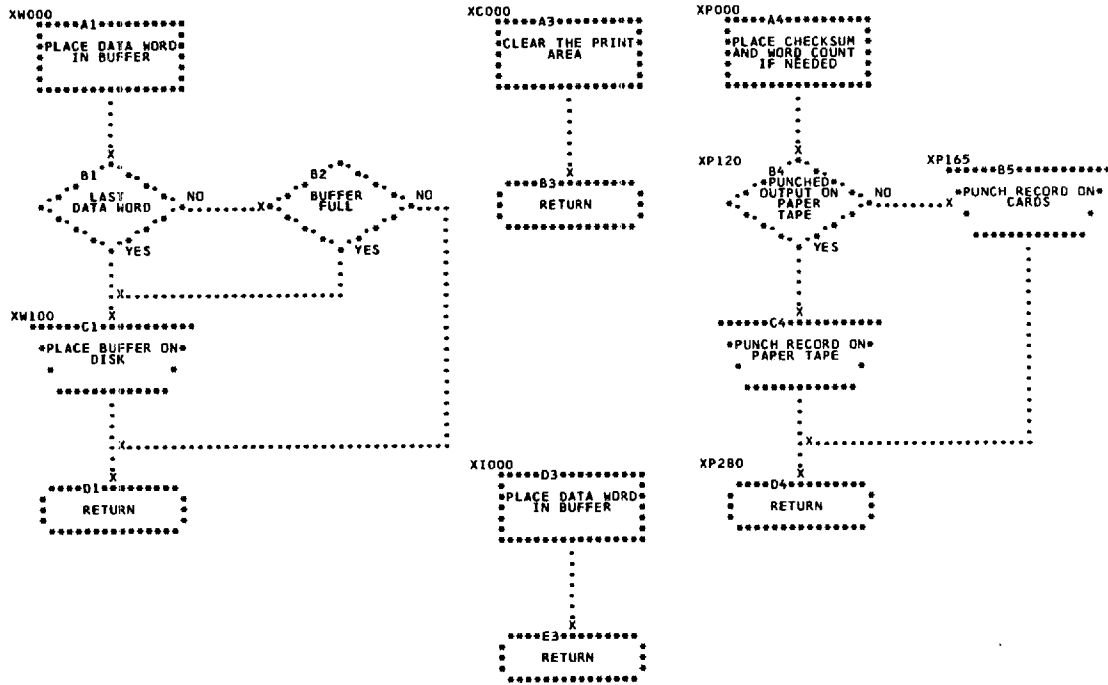 XW000
A1
PLACE DATA WORD
IN BUFFER
B1
LAST
DATA WORD
NO
YES
B2
BUFFER
FULL
NO
YES
X
X
X
X
XW100
C1
PLACE BUFFER ON
DISK
X
X
D1
RETURN
XC000
A3
CLEAR THE PRINT
AREA
X
B3
RETURN
XI000
D3
PLACE DATA WORD
IN BUFFER
X
E3
RETURN
XP000
A4
PLACE CHECKSUM
AND WORD COUNT
IF NEEDED
X
XP120
B4
PUNCHED
OUTPUT ON
PAPER
TAPE
NO
YES
X
XP165
B5
PUNCH RECORD ON
CARDS
X
C4
PUNCH RECORD ON
PAPER TAPE
X
XP280
X
D4
RETURN